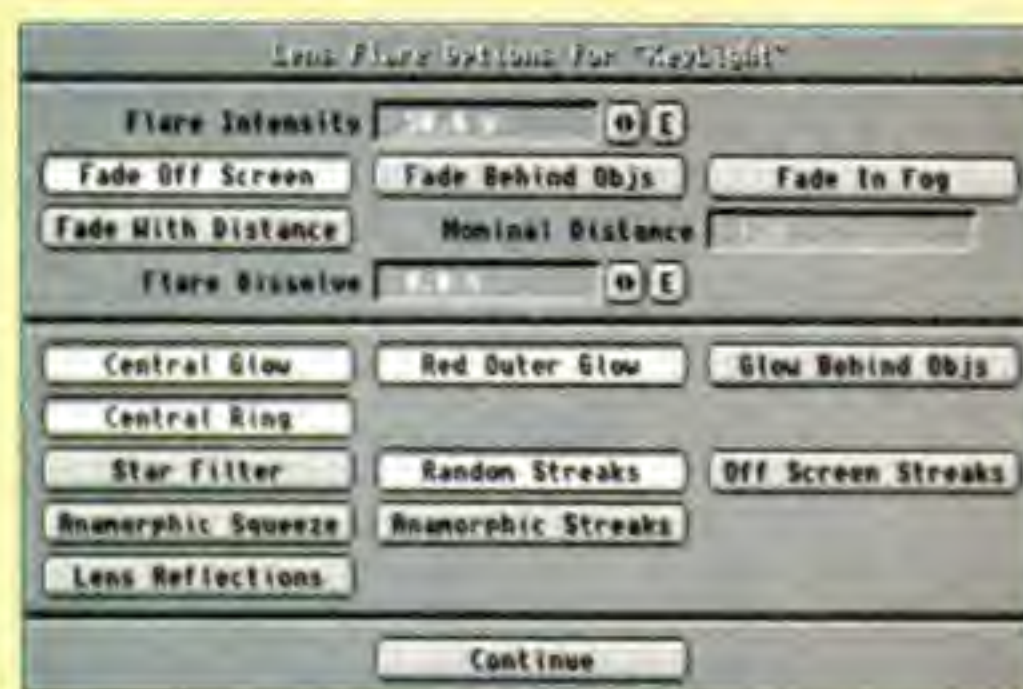 Lens Flare Options for "KeyLight"
Flare Intensity E
Fade Off Screen Fade Behind Objs Fade In Fog
Fade With Distance Nominal Distance
Flare Dissolve E
Central Glow Red Outer Glow Glow Behind Objs
Central Ring
Star Filter Random Streaks Off Screen Streaks
Anamorphic Squeeze Anamorphic Streaks
Lens Reflections
Continue